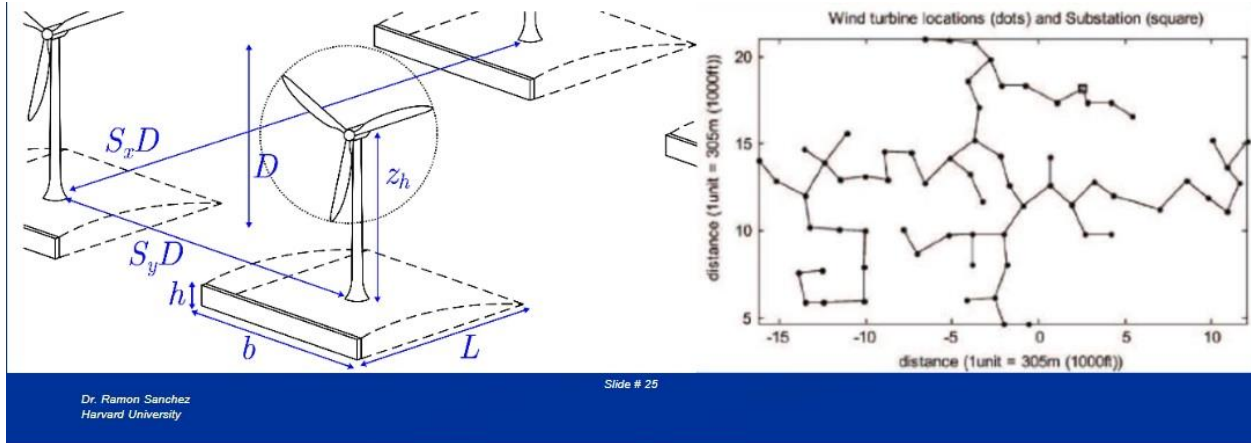 S_xD
D
z_h
S_yD
h
b
L
Wind turbine locations (dots) and Substation (square)
distance (1unit = 305m (1000ft))
20
15
10
5
-15
-10
-5
0
5
10
distance (1unit = 305m (1000ft))
Slide # 25
Dr. Ramon Sanchez
Harvard University